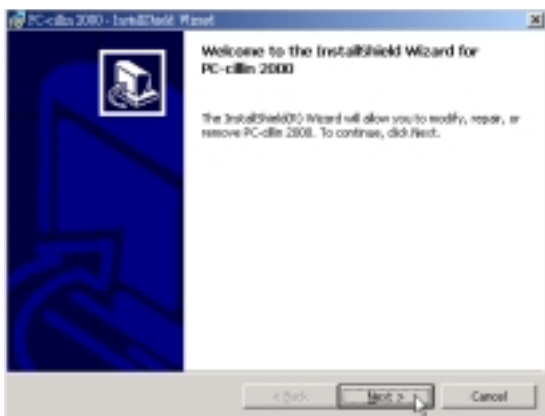 PC-cillin 2000 - InstallShield Wizard
Welcome to the InstallShield Wizard for
PC-cillin 2000
The InstallShield(R) Wizard will allow you to modify, repair, or
remove PC-cillin 2000. To continue, click Next.
< Back
Next >
Cancel